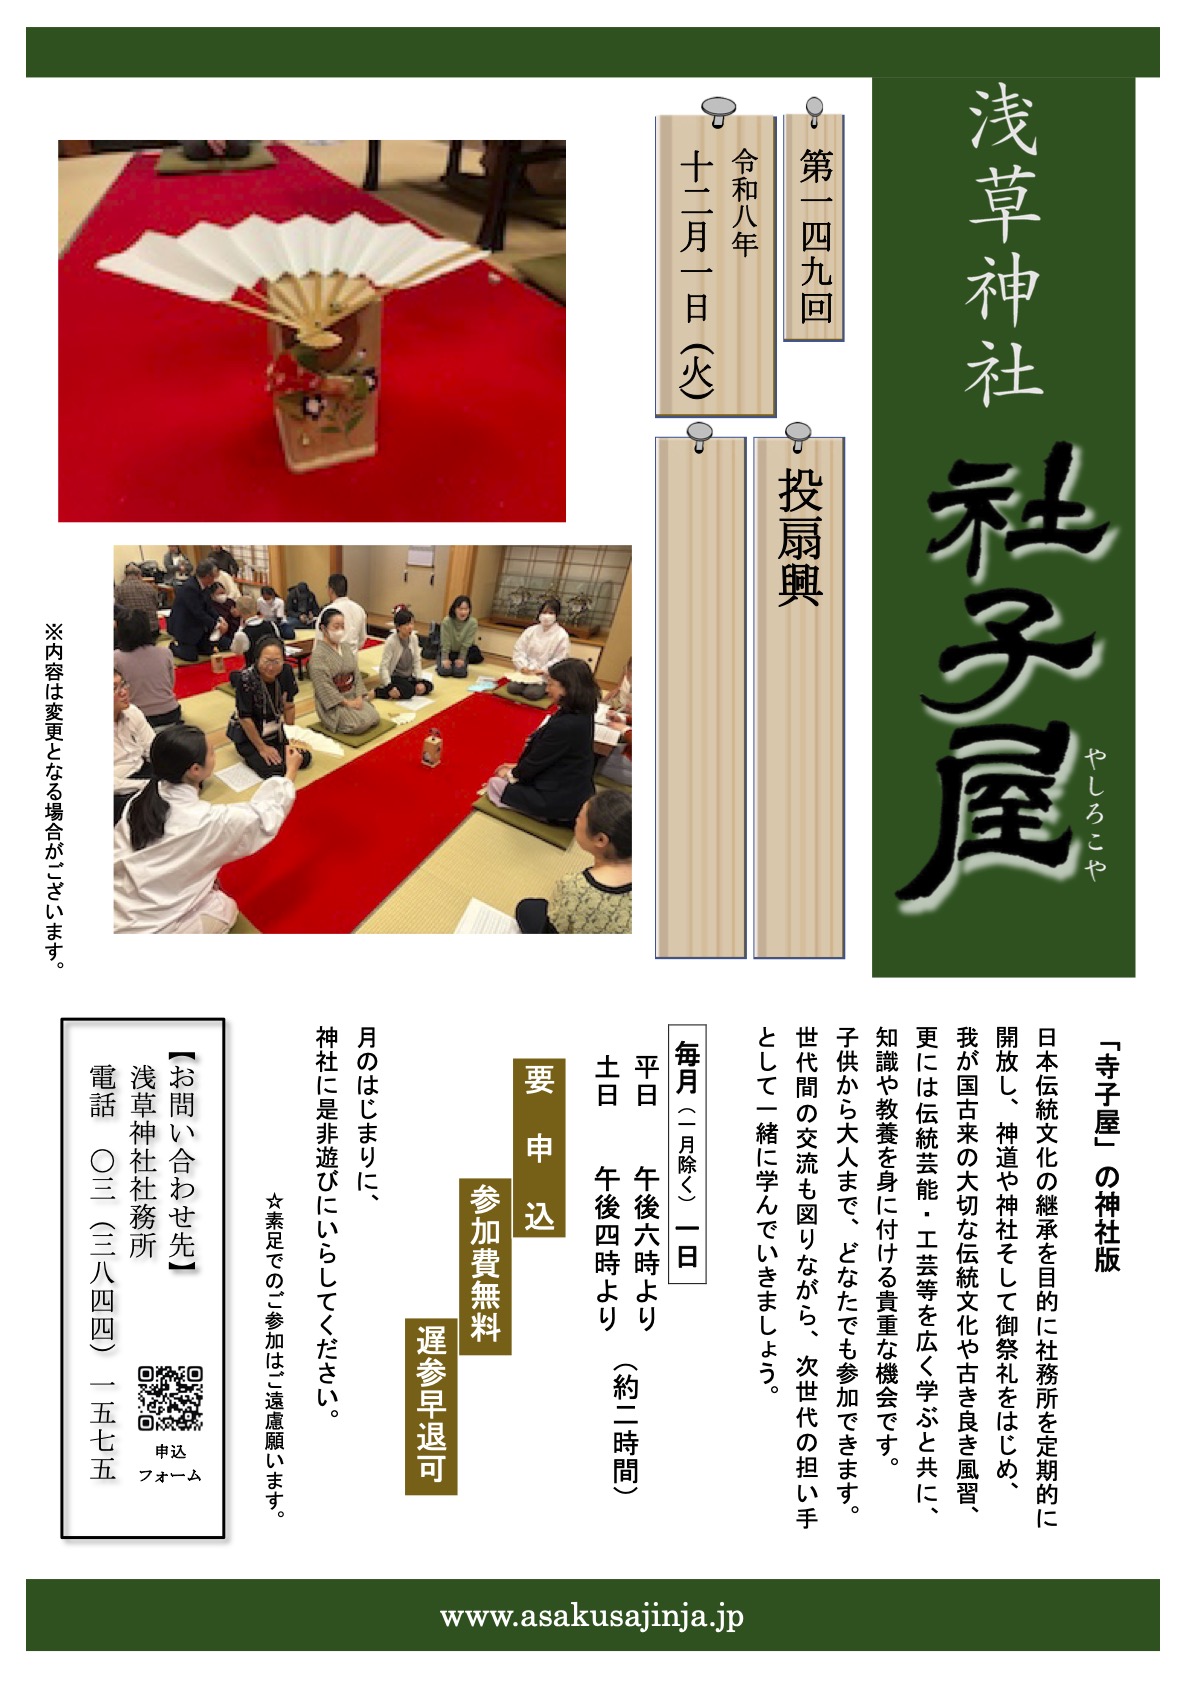 浅草神社
社子屋
やしろこや
第一四九回
令和八年
十二月一日（火）
投扇興
※内容は変更となる場合がございます。
「寺子屋」の神社版
日本伝統文化の継承を目的に社務所を定期的に
開放し、神道や神社そして御祭礼をはじめ、
我が国古来の大切な伝統文化や古き良き風習、
更には伝統芸能・工芸等を広く学ぶと共に、
知識や教養を身に付ける貴重な機会です。
子供から大人まで、どなたでも参加できます。
世代間の交流も図りながら、次世代の担い手
として一緒に学んでいきましょう。
毎月（一月除く）一日
平日　午後六時より
土日　午後四時より
（約二時間）
要申込
参加費無料
遅参早退可
月のはじまりに、
神社に是非遊びにいらしてください。
☆素足でのご参加はご遠慮願います。
【お問い合わせ先】
浅草神社社務所
電話　〇三（三八四四）一五七五
申込
フォーム
www.asakusajinja.jp